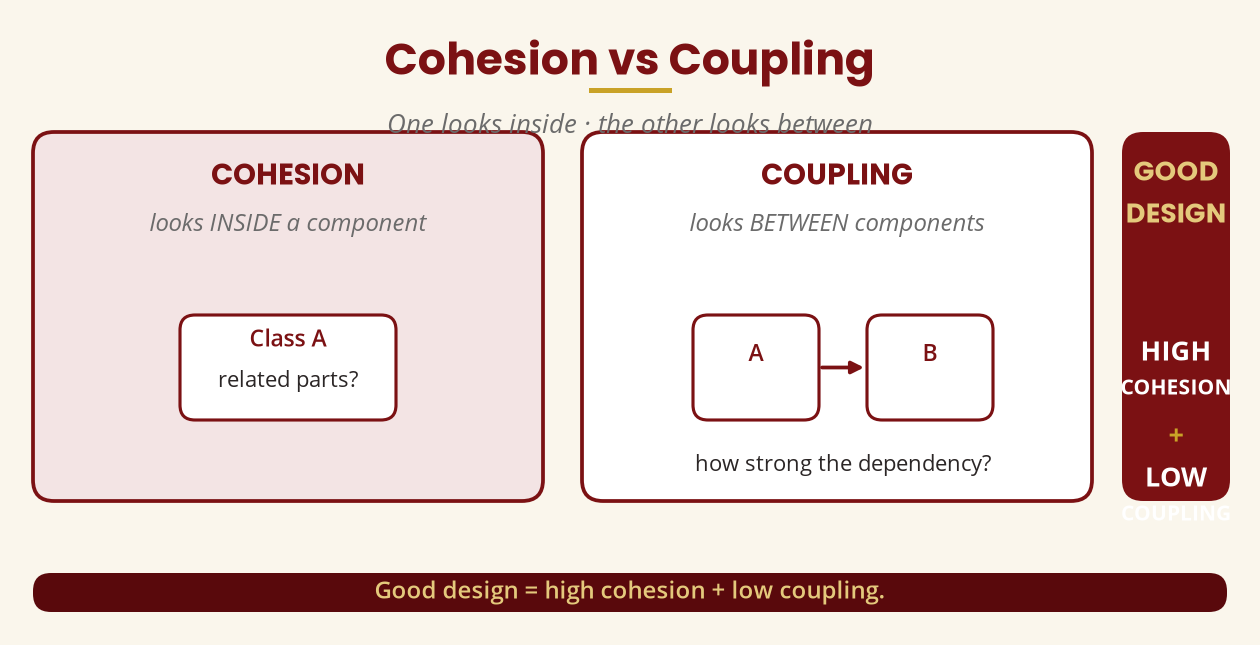 Cohesion vs Coupling
One looks inside · the other looks between
COHESION
looks INSIDE a component
Class A
related parts?
COUPLING
looks BETWEEN components
A
B
how strong the dependency?
GOOD
DESIGN
HIGH
COHESION
+
LOW
COUPLING
Good design = high cohesion + low coupling.